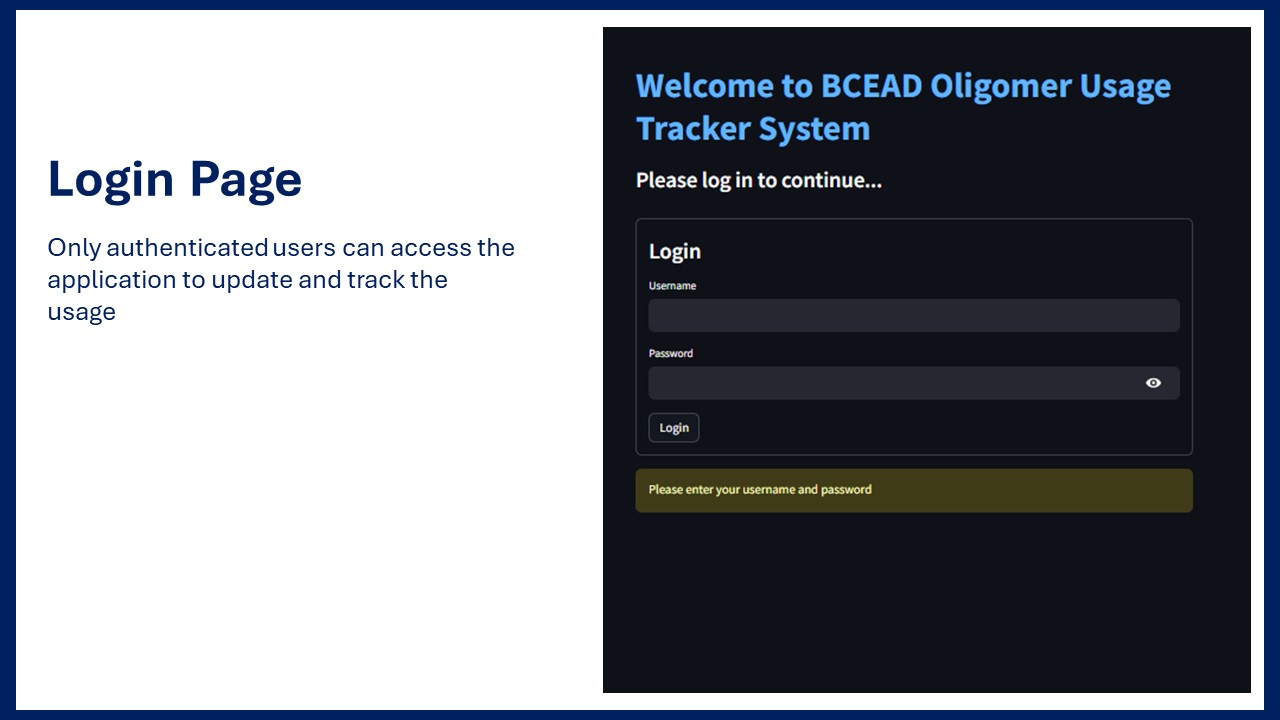 Login Page
Only authenticated users can access the
application to update and track the
usage
Welcome to BCEAD Oligomer Usage
Tracker System
Please log in to continue...
Login
Username
Password
Login
Please enter your username and password